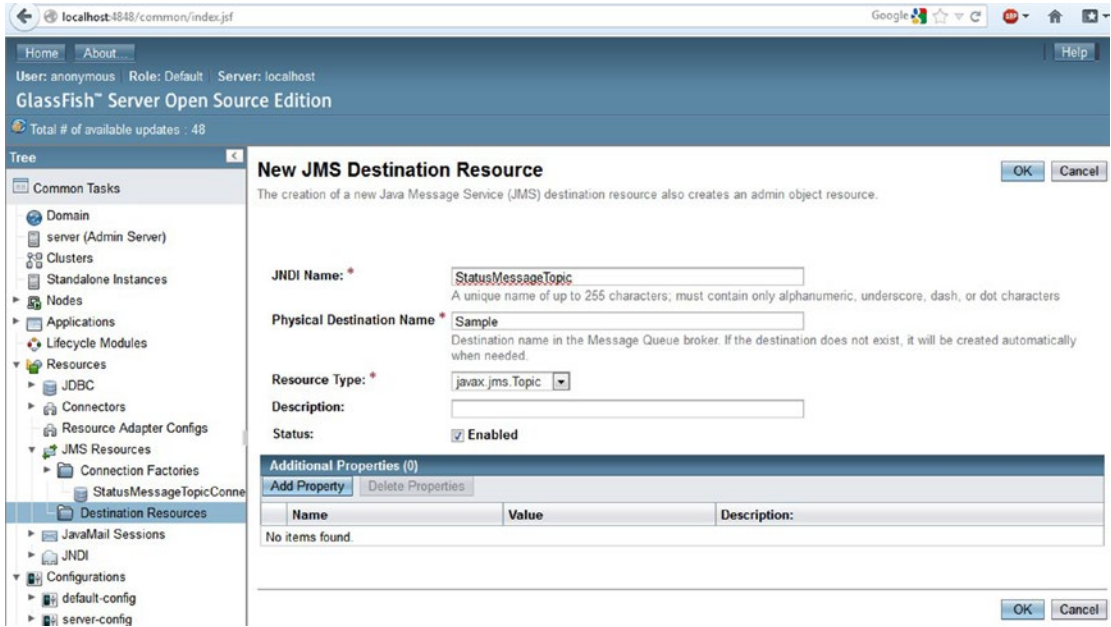 localhost:4848/common/index.jsf
Google
ABP
Home About...
Help
User: anonymous Role: Default Server: localhost
GlassFish™ Server Open Source Edition
Total # of available updates : 48
Tree
Common Tasks
Domain
server (Admin Server)
Clusters
Standalone Instances
Nodes
Applications
Lifecycle Modules
Resources
JDBC
Connectors
Resource Adapter Configs
JMS Resources
Connection Factories
StatusMessageTopicConne
Destination Resources
JavaMail Sessions
JNDI
Configurations
default-config
server-config
New JMS Destination Resource
OK Cancel
The creation of a new Java Message Service (JMS) destination resource also creates an admin object resource.
JNDI Name: * StatusMessageTopic
A unique name of up to 255 characters; must contain only alphanumeric, underscore, dash, or dot characters
Physical Destination Name * Sample
Destination name in the Message Queue broker. If the destination does not exist, it will be created automatically
when needed.
Resource Type: * javax.jms.Topic
Description:
Status: Enabled
Additional Properties (0)
Add Property Delete Properties
Name Value Description:
No items found.
OK Cancel